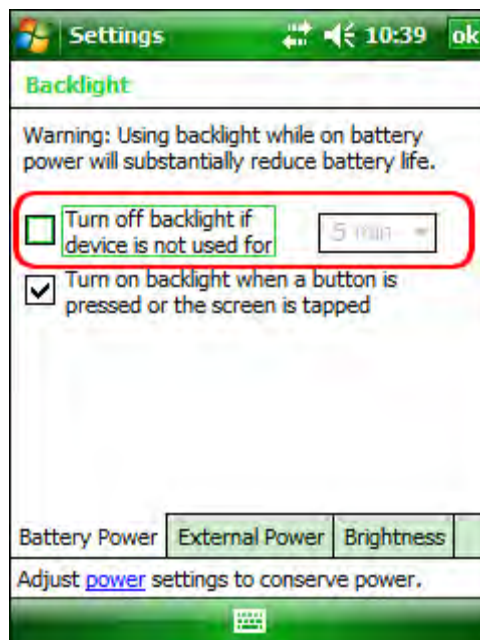 Settings 10:39 ok
Backlight
Warning: Using backlight while on battery
power will substantially reduce battery life.
Turn off backlight if
device is not used for 5 min
Turn on backlight when a button is
pressed or the screen is tapped
Battery Power External Power Brightness
Adjust power settings to conserve power.